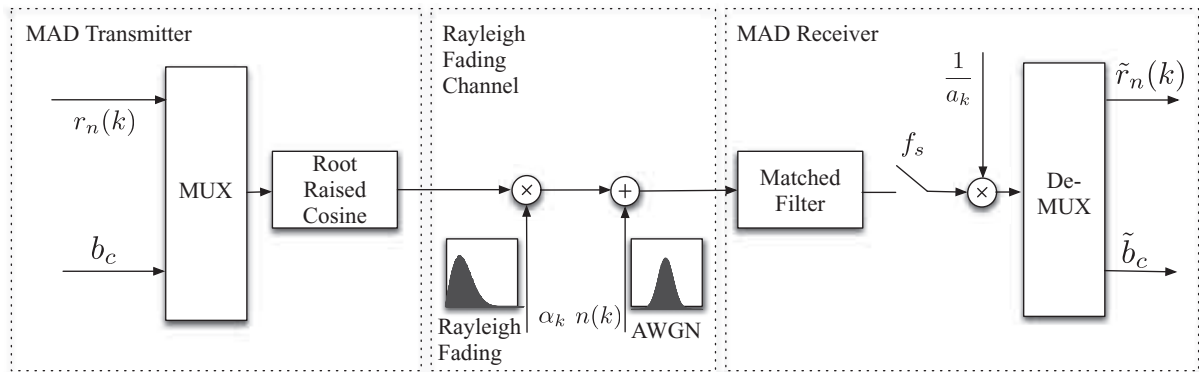 MAD Transmitter
r_n(k)
b_c
MUX
Root
Raised
Cosine
Rayleigh
Fading
Channel
×
+
Rayleigh
Fading
α_k
n(k)
AWGN
MAD Receiver
Matched
Filter
f_s
1
a_k
×
De-
MUX
r̃_n(k)
b̃_c